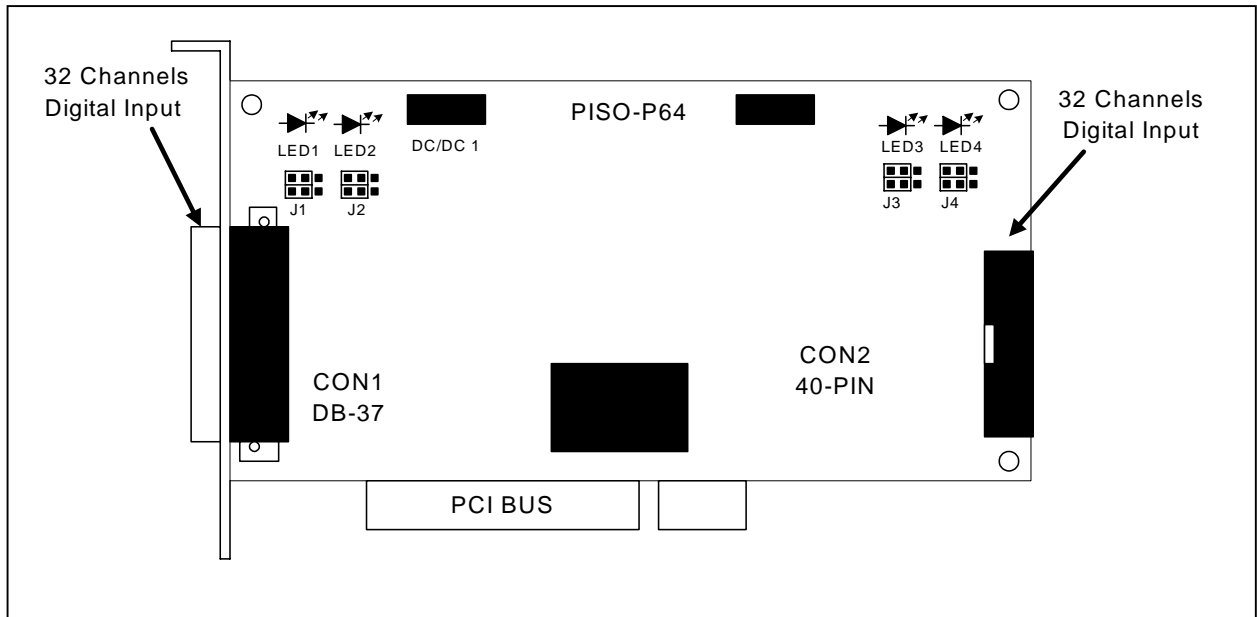 32 Channels
Digital Input
PISO-P64
32 Channels
Digital Input
LED1 LED2
DC/DC 1
LED3 LED4
J1 J2
J3 J4
CON1
DB-37
CON2
40-PIN
PCI BUS